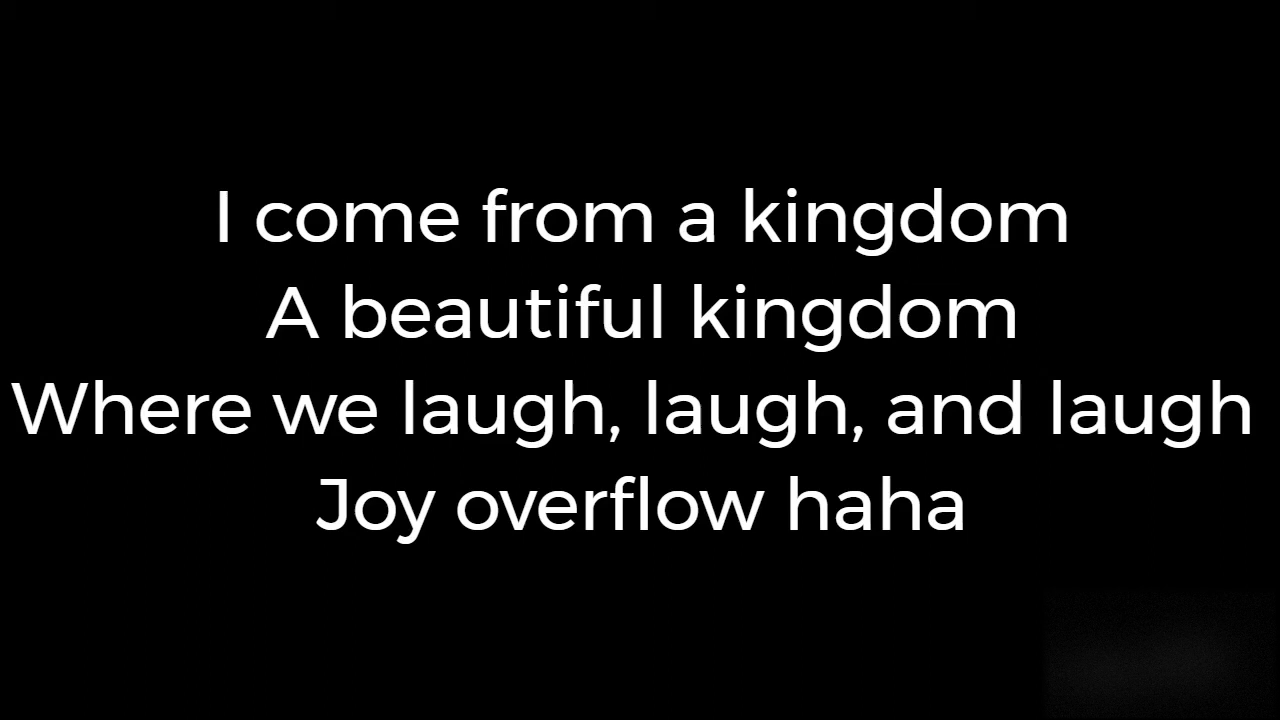 I come from a kingdom
A beautiful kingdom
Where we laugh, laugh, and laugh
Joy overflow haha